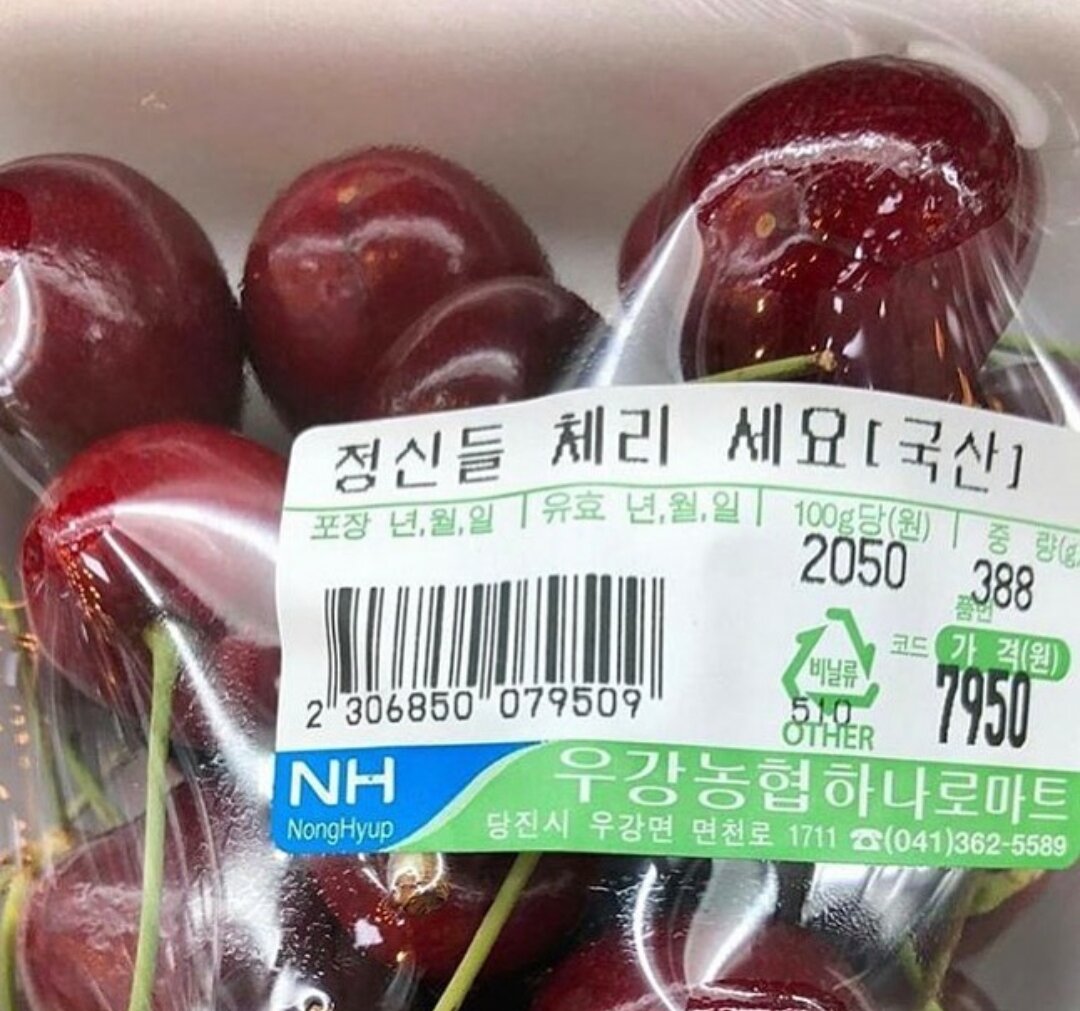 정신들 체리 세요[국산]
포장 년,월,일 | 유효 년,월,일 | 100g당(원) | 중 량(g
2050 388
품번
코드 가 격(원)
비닐류
7950
510
OTHER
2 306850 079509
NH 우강농협하나로마트
NongHyup 당진시 우강면 면천로 1711 ☎(041)362-5589